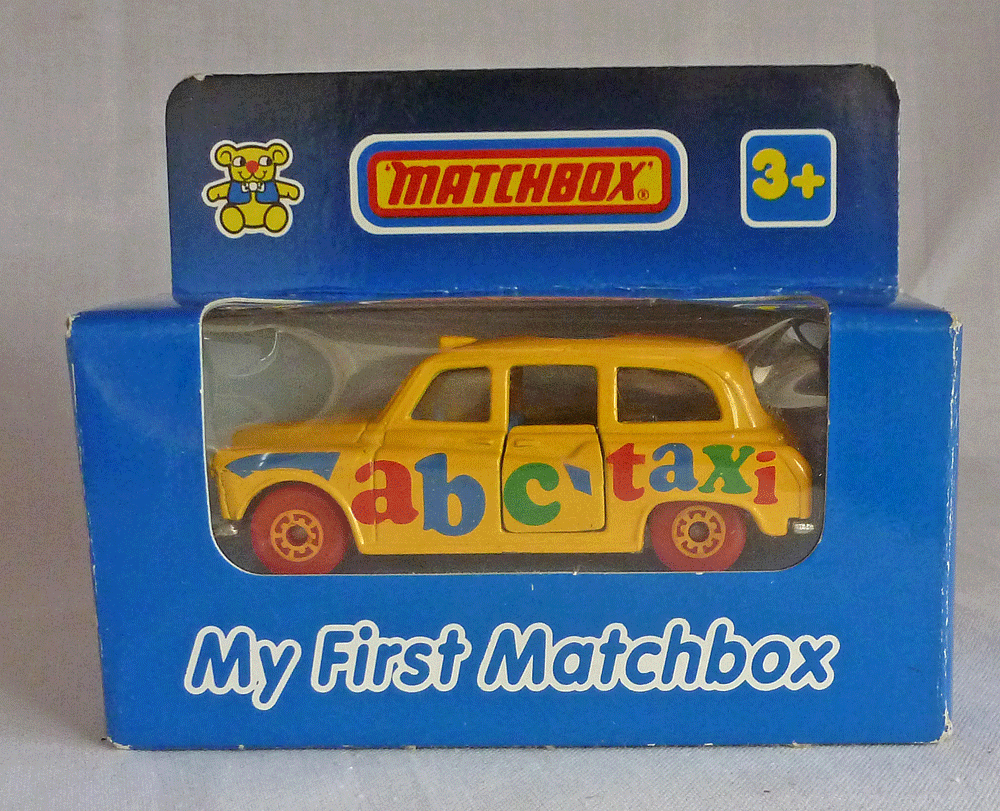 'MATCHBOX'®
3+
abc taxi
My First Matchbox